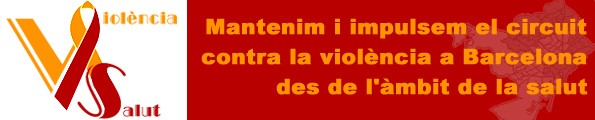 Violència
Salut
Mantenim i impulsem el circuit
contra la violència a Barcelona
des de l'àmbit de la salut